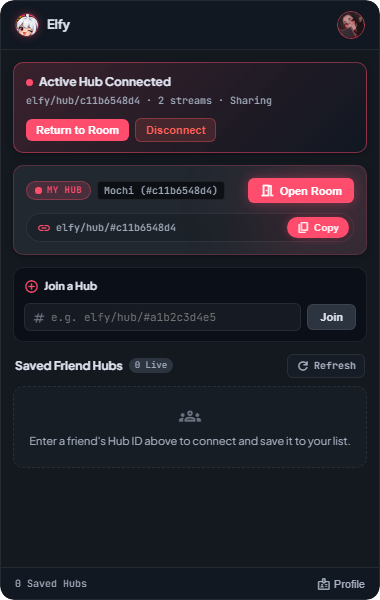 Elfy
Active Hub Connected
elfy/hub/c11b6548d4 · 2 streams · Sharing
Return to Room
Disconnect
MY HUB
Mochi (#c11b6548d4)
Open Room
elfy/hub/#c11b6548d4
Copy
Join a Hub
# e.g. elfy/hub/#a1b2c3d4e5
Join
Saved Friend Hubs
0 Live
Refresh
Enter a friend's Hub ID above to connect and save it to your list.
0 Saved Hubs
Profile